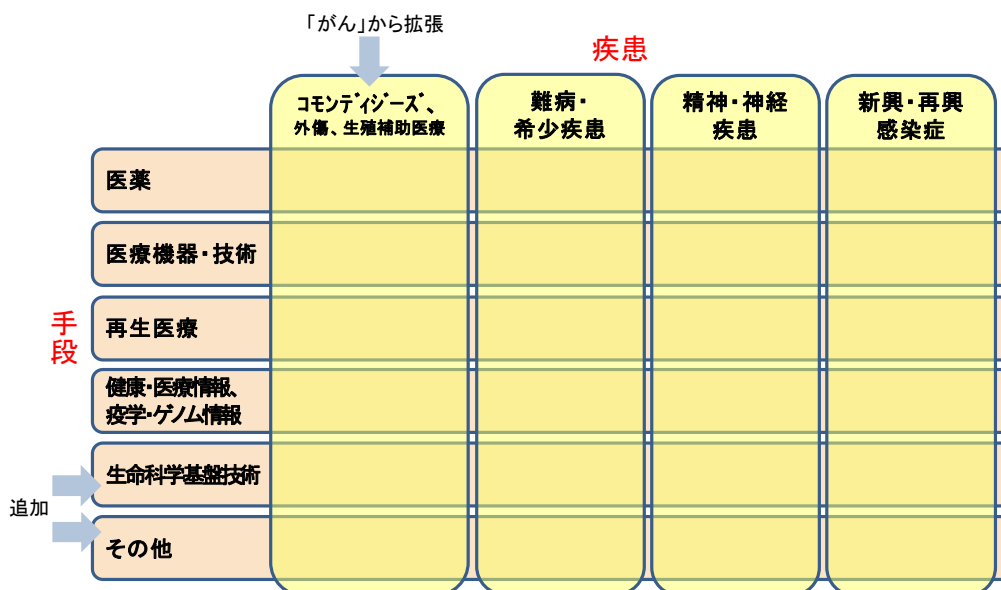 「がん」から拡張
疾患
コモンディジーズ、
外傷、生殖補助医療
難病・
希少疾患
精神・神経
疾患
新興・再興
感染症
医薬
医療機器・技術
手段
再生医療
健康・医療情報、
疫学・ゲノム情報
生命科学基盤技術
追加
その他